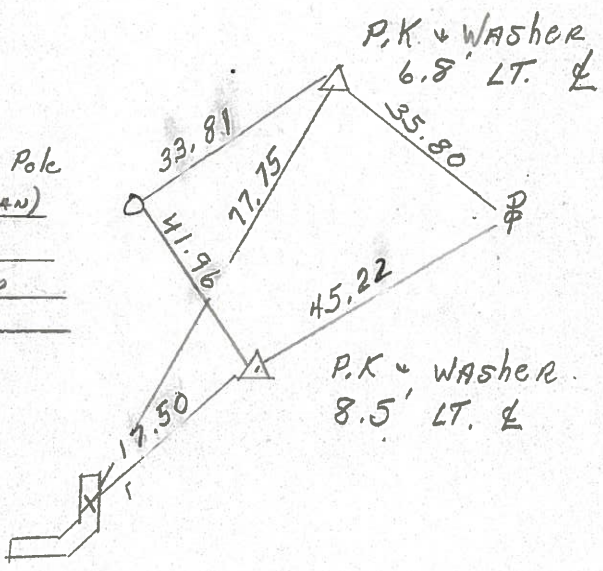 P.K & WAsher
6.8' LT. ℄
33.81
35.80
Pole
77.75
41.96
45.22
P.K & WAsher.
8.5' LT. ℄
17.50